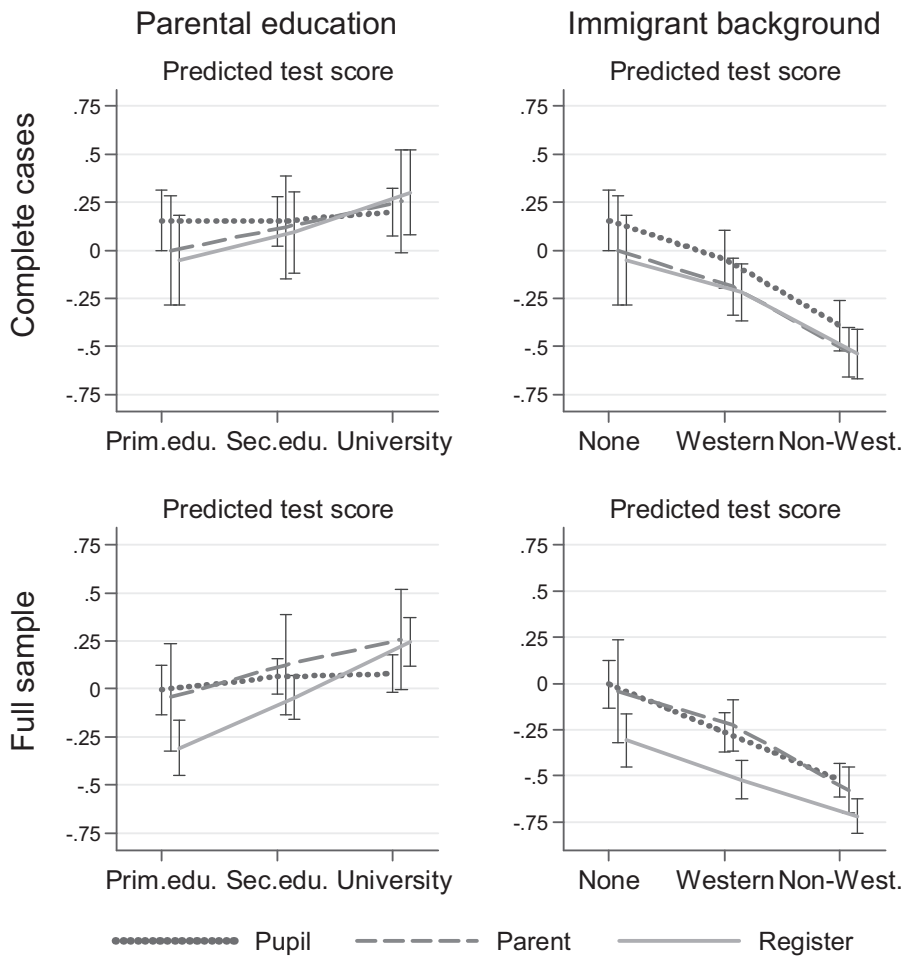 Parental education
Immigrant background
Complete cases
Predicted test score
.75
.5
.25
0
-.25
-.5
-.75
Prim.edu. Sec.edu. University
Predicted test score
.75
.5
.25
0
-.25
-.5
-.75
None Western Non-West.
Full sample
Predicted test score
.75
.5
.25
0
-.25
-.5
-.75
Prim.edu. Sec.edu. University
Predicted test score
.75
.5
.25
0
-.25
-.5
-.75
None Western Non-West.
Pupil Parent Register